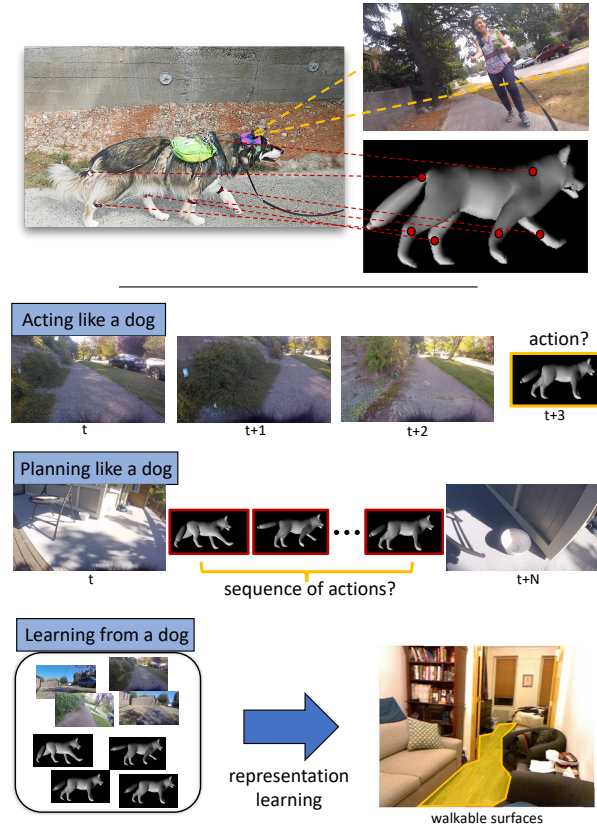 Acting like a dog
action?
t
t+1
t+2
t+3
Planning like a dog
t
sequence of actions?
t+N
Learning from a dog
representation
learning
walkable surfaces